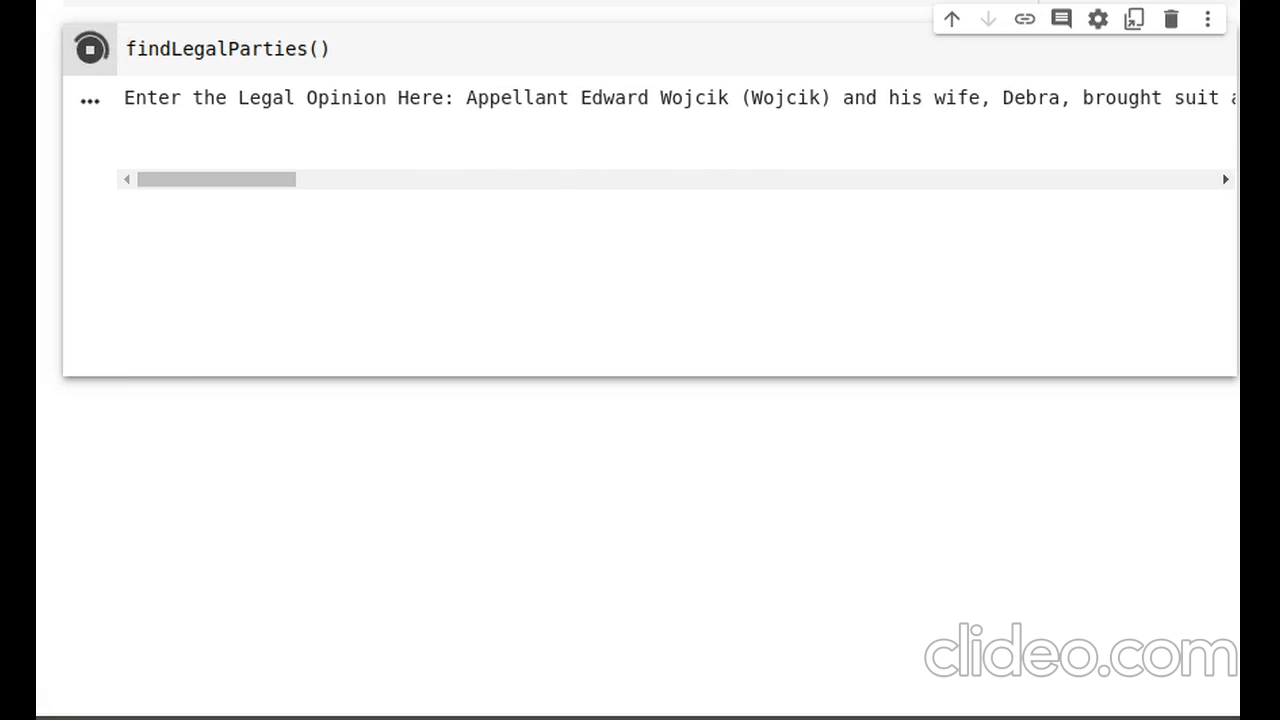 findLegalParties()
Enter the Legal Opinion Here: Appellant Edward Wojcik (Wojcik) and his wife, Debra, brought suit
clideo.com